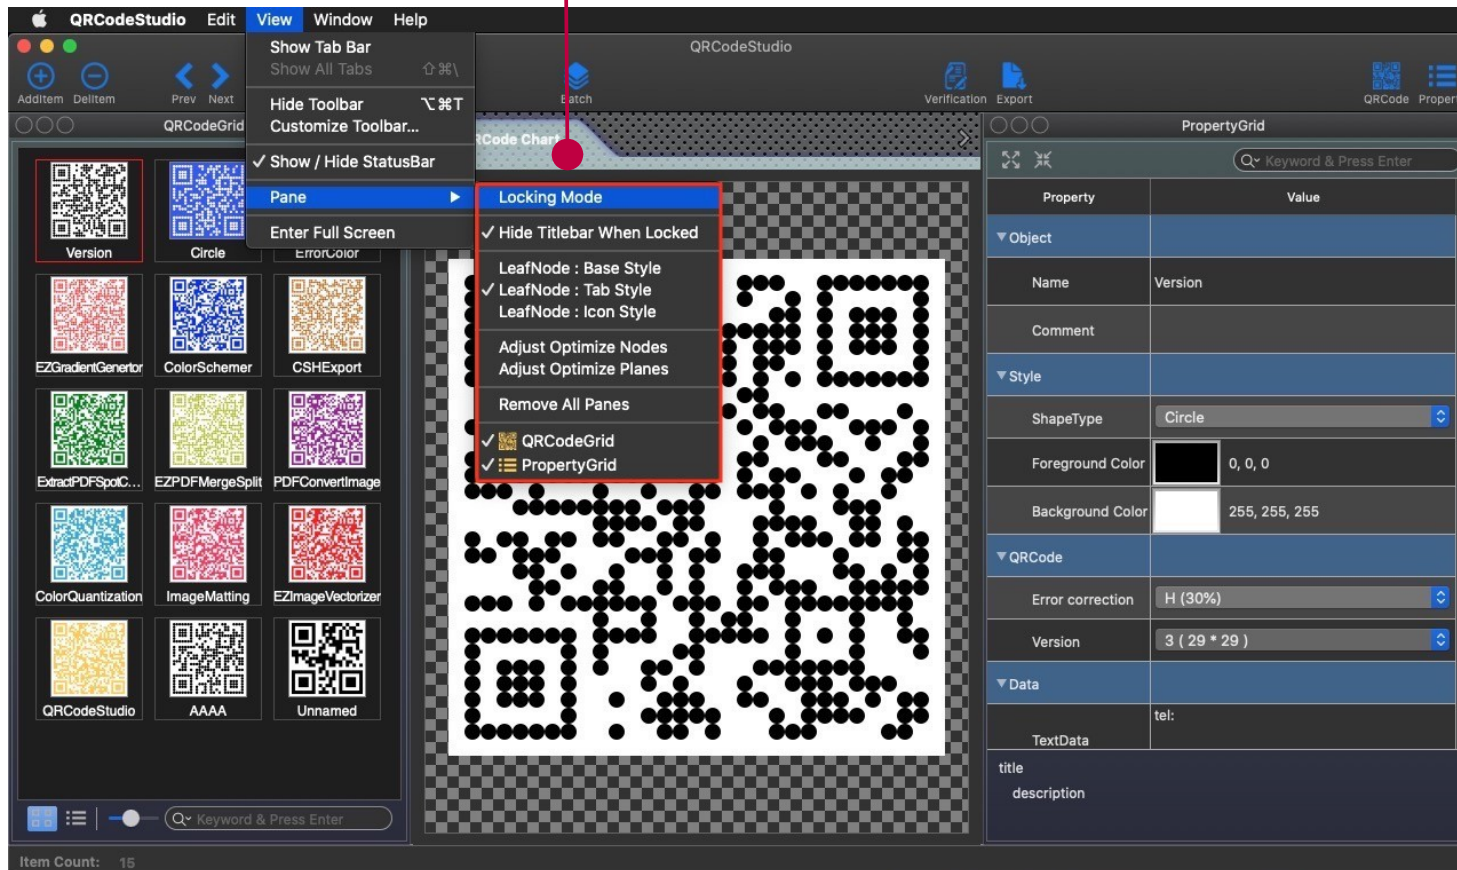 QRCodeStudio Edit View Window Help
QRCodeStudio
Show Tab Bar
Show All Tabs ⇧⌘\
Hide Toolbar ⌥⌘T
Customize Toolbar...
✓ Show / Hide StatusBar
Pane
Enter Full Screen
AddItem DelItem Prev Next Batch Verification Export QRCode Proper
QRCodeGrid
RCode Chart
PropertyGrid
Locking Mode
✓ Hide Titlebar When Locked
LeafNode : Base Style
✓ LeafNode : Tab Style
LeafNode : Icon Style
Adjust Optimize Nodes
Adjust Optimize Planes
Remove All Panes
✓ QRCodeGrid
✓ PropertyGrid
Version Circle ErrorColor
EZGradientGenertor ColorSchemer CSHExport
ExtractPDFSpotC... EZPDFMergeSplit PDFConvertImage
ColorQuantization ImageMatting EZImageVectorizer
QRCodeStudio AAAA Unnamed
Keyword & Press Enter
Item Count: 15
Keyword & Press Enter
Property Value
Object
Name Version
Comment
Style
ShapeType Circle
Foreground Color 0, 0, 0
Background Color 255, 255, 255
QRCode
Error correction H (30%)
Version 3 ( 29 * 29 )
Data
TextData tel:
title
description